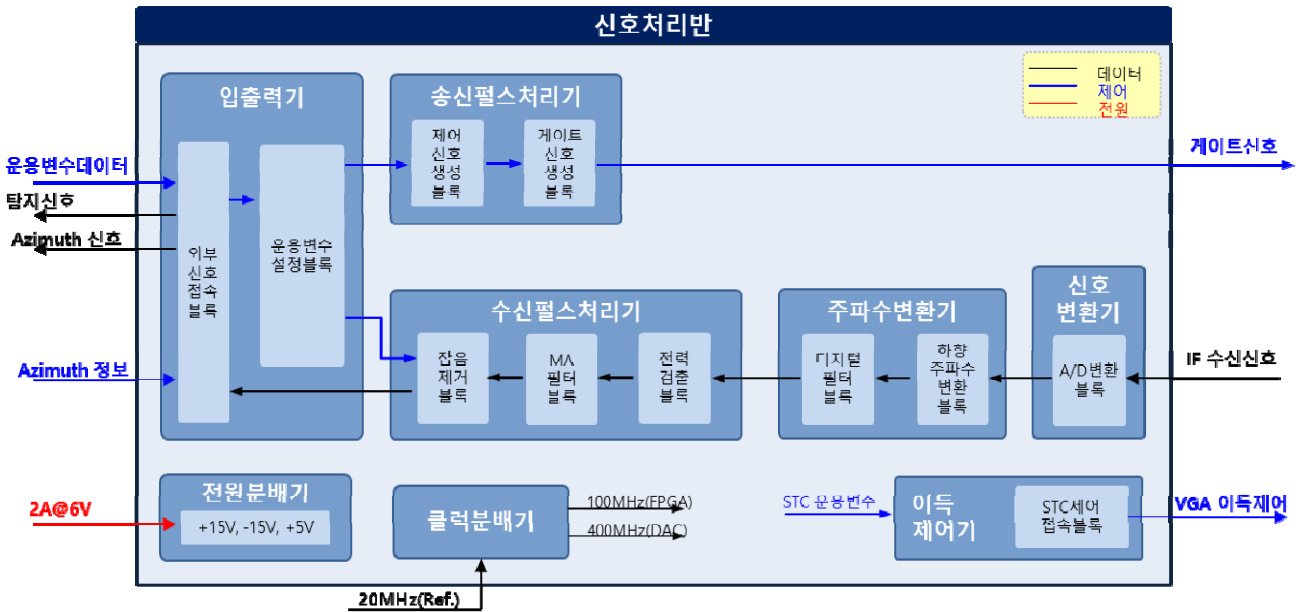 신호처리반
데이터
제어
전원
입출력기
외부
신호
접속
블록
운용변수
설정블록
송신펄스처리기
제어
신호
생성
블록
게이트
신호
생성
블록
운용변수데이터
탐지신호
Azimuth 신호
Azimuth 정보
게이트신호
수신펄스처리기
잡음
제거
블록
MA
필터
블록
전력
검출
블록
주파수변환기
디지털
필터
블록
하향
주파수
변환
블록
신호
변환기
A/D변환
블록
IF 수신신호
2A@6V
전원분배기
+15V, -15V, +5V
클럭분배기
100MHz(FPGA)
400MHz(DAC)
20MHz(Ref.)
STC 운용변수
이득
제어기
STC제어
접속블록
VGA 이득제어